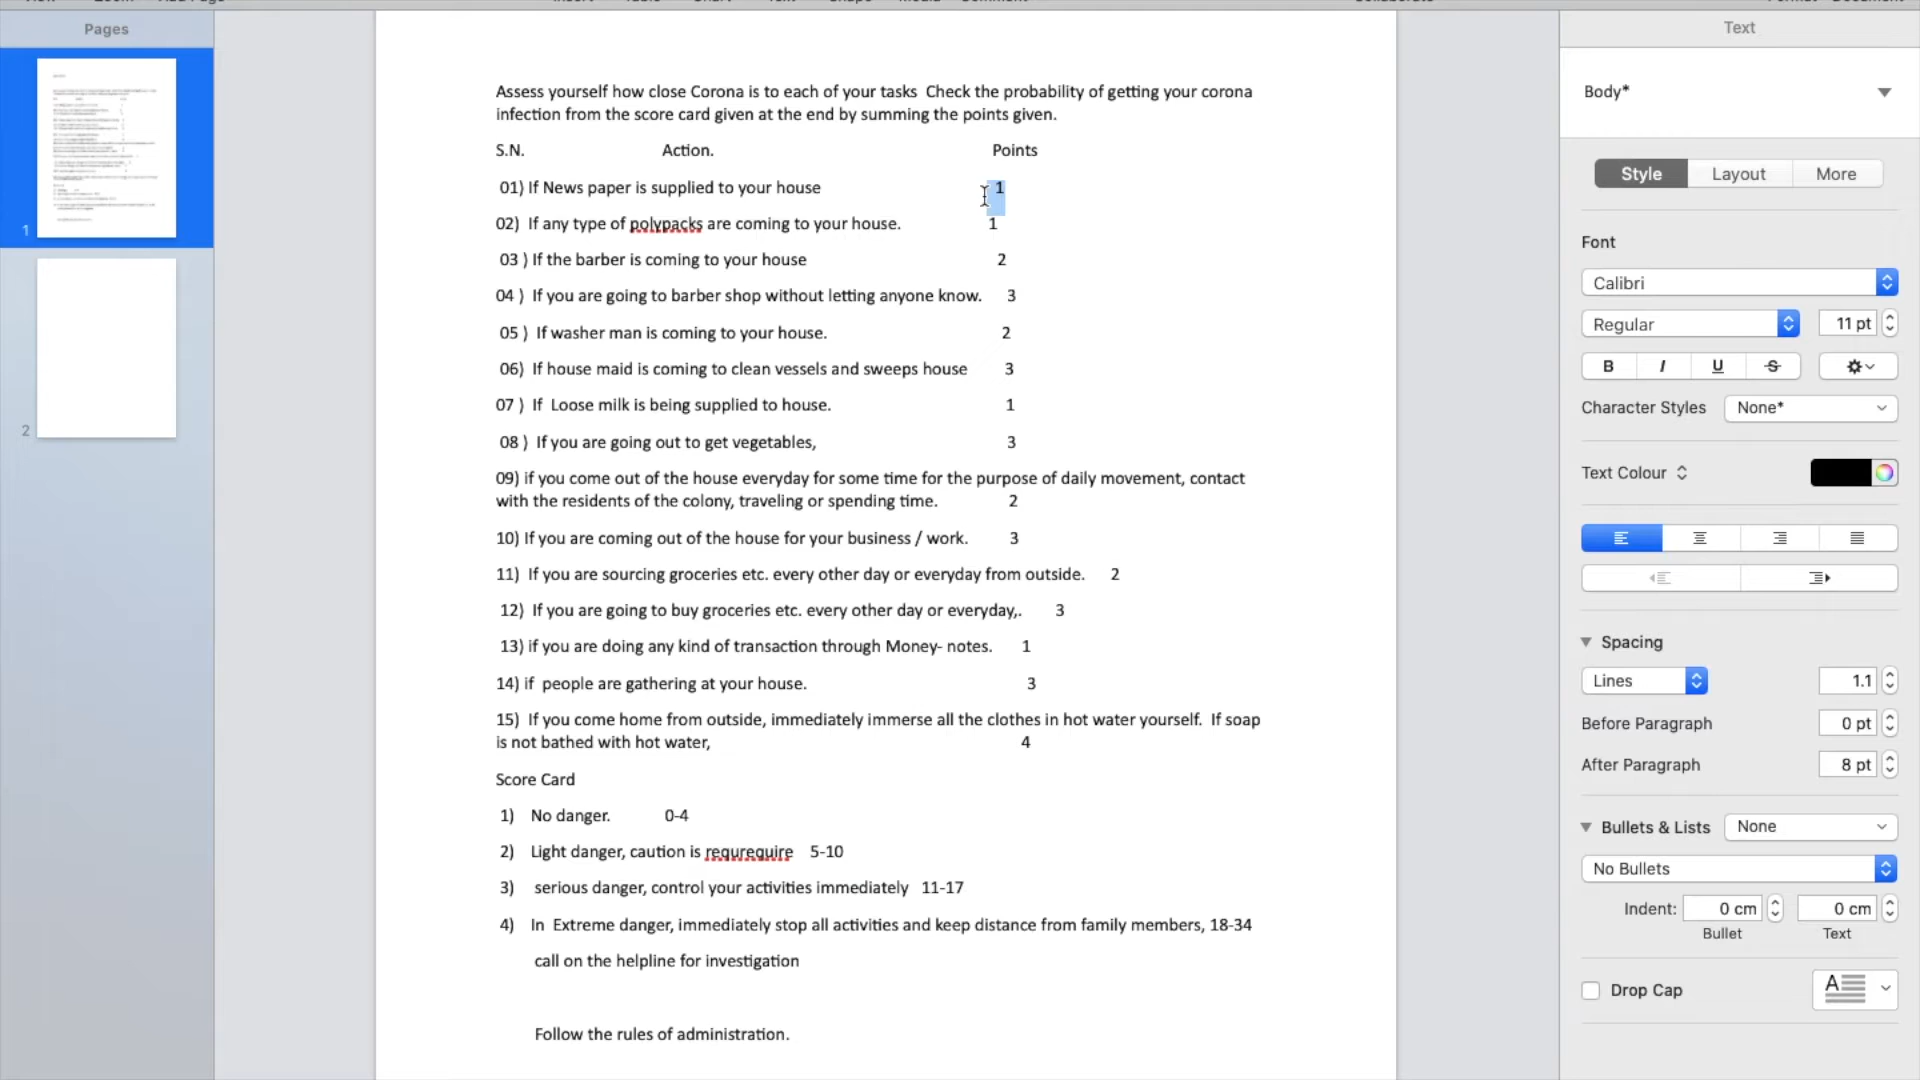 Pages
Text
Assess yourself how close Corona is to each of your tasks Check the probability of getting your corona
infection from the score card given at the end by summing the points given.
S.N. Action. Points
01) If News paper is supplied to your house 1
02) If any type of polypacks are coming to your house. 1
03 ) If the barber is coming to your house 2
04 ) If you are going to barber shop without letting anyone know. 3
05 ) If washer man is coming to your house. 2
06) If house maid is coming to clean vessels and sweeps house 3
07 ) If Loose milk is being supplied to house. 1
08 ) If you are going out to get vegetables, 3
09) if you come out of the house everyday for some time for the purpose of daily movement, contact
with the residents of the colony, traveling or spending time. 2
10) If you are coming out of the house for your business / work. 3
11) If you are sourcing groceries etc. every other day or everyday from outside. 2
12) If you are going to buy groceries etc. every other day or everyday,. 3
13) if you are doing any kind of transaction through Money- notes. 1
14) if people are gathering at your house. 3
15) If you come home from outside, immediately immerse all the clothes in hot water yourself. If soap
is not bathed with hot water, 4
Score Card
1) No danger. 0-4
2) Light danger, caution is requrequire 5-10
3) serious danger, control your activities immediately 11-17
4) In Extreme danger, immediately stop all activities and keep distance from family members, 18-34
call on the helpline for investigation
Follow the rules of administration.
1
2
Body*
Style Layout More
Font
Calibri
Regular 11 pt
B I U S
Character Styles None*
Text Colour
Spacing
Lines 1.1
Before Paragraph 0 pt
After Paragraph 8 pt
Bullets & Lists None
No Bullets
Indent: 0 cm 0 cm
Bullet Text
Drop Cap A